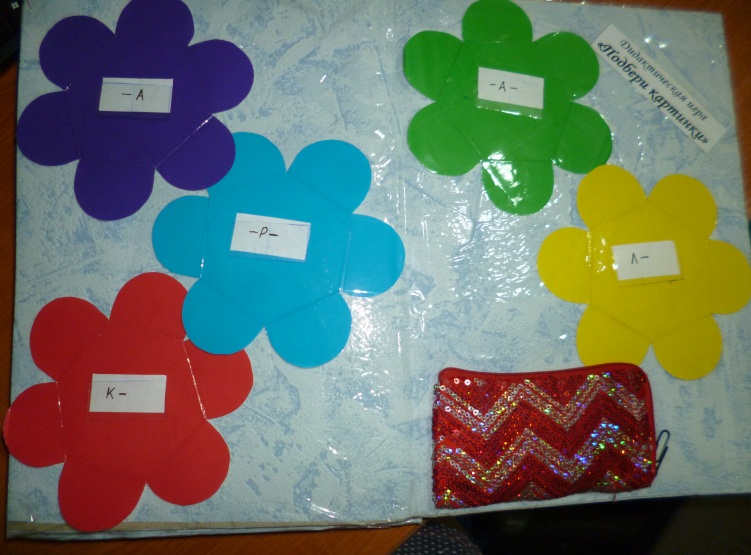 Дидактическая игра
«Подбери картинки»
-А
-А-
-Р-
Л-
К-